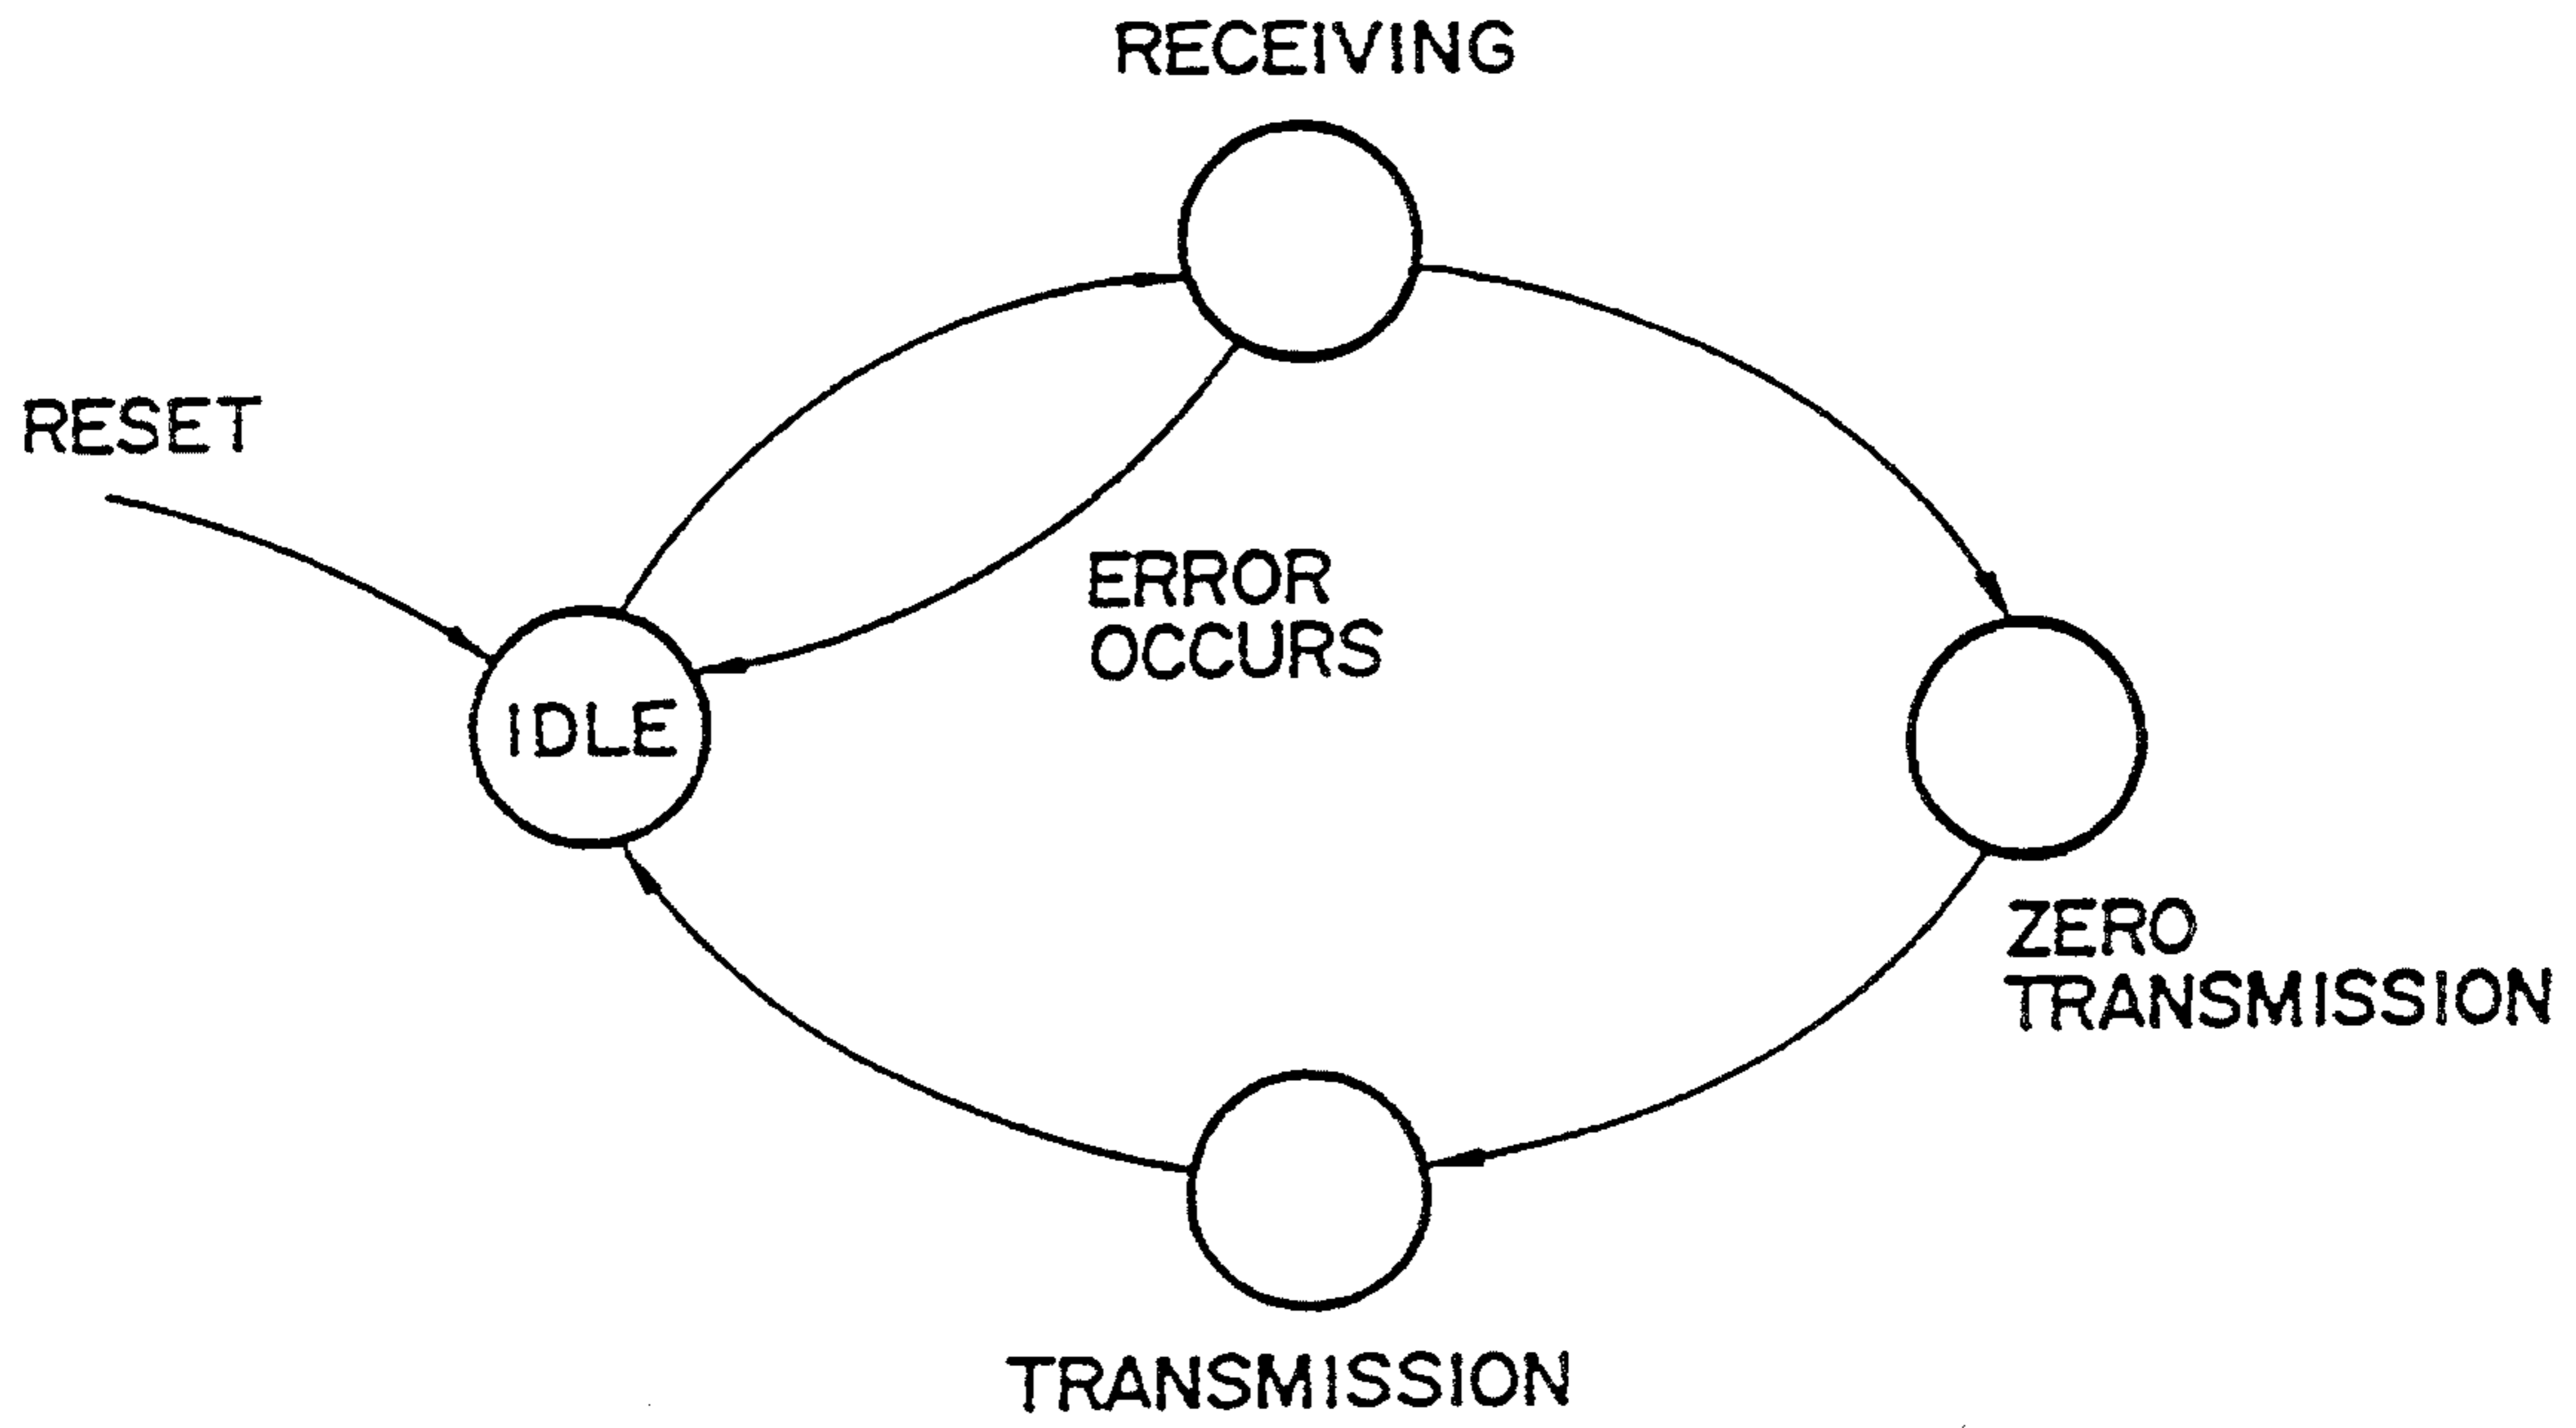 RECEIVING
RESET
ERROR
OCCURS
IDLE
ZERO
TRANSMISSION
TRANSMISSION